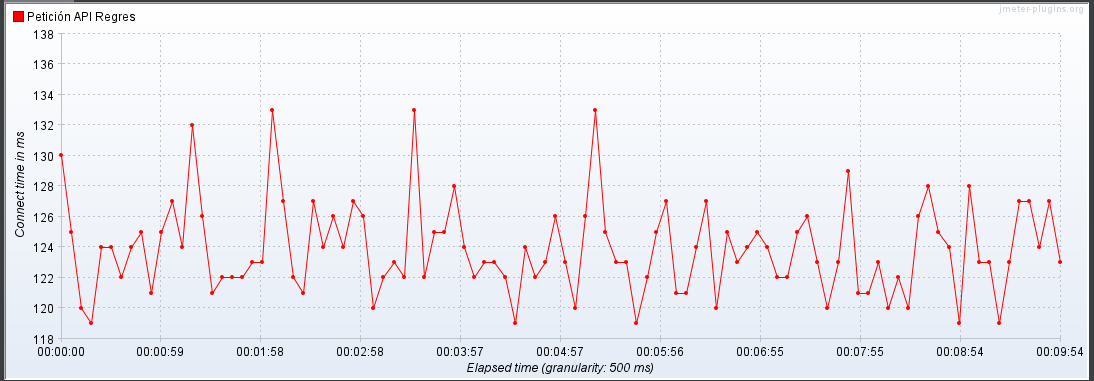 Petición API Regres
jmeter-plugins.org
138
136
134
132
130
128
126
124
122
120
118
Connect time in ms
00:00:00 00:00:59 00:01:58 00:02:58 00:03:57 00:04:57 00:05:56 00:06:55 00:07:55 00:08:54 00:09:54
Elapsed time (granularity: 500 ms)